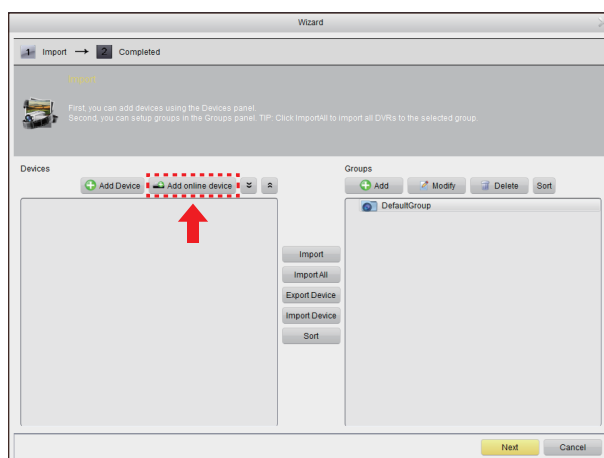 Wizard
1 Import → 2 Completed
Import
First, you can add devices using the Devices panel.
Second, you can setup groups in the Groups panel. TIP: Click ImportAll to import all DVRs to the selected group.
Devices
Add Device
Add online device
Groups
Add
Modify
Delete
Sort
DefaultGroup
Import
Import All
Export Device
Import Device
Sort
Next
Cancel